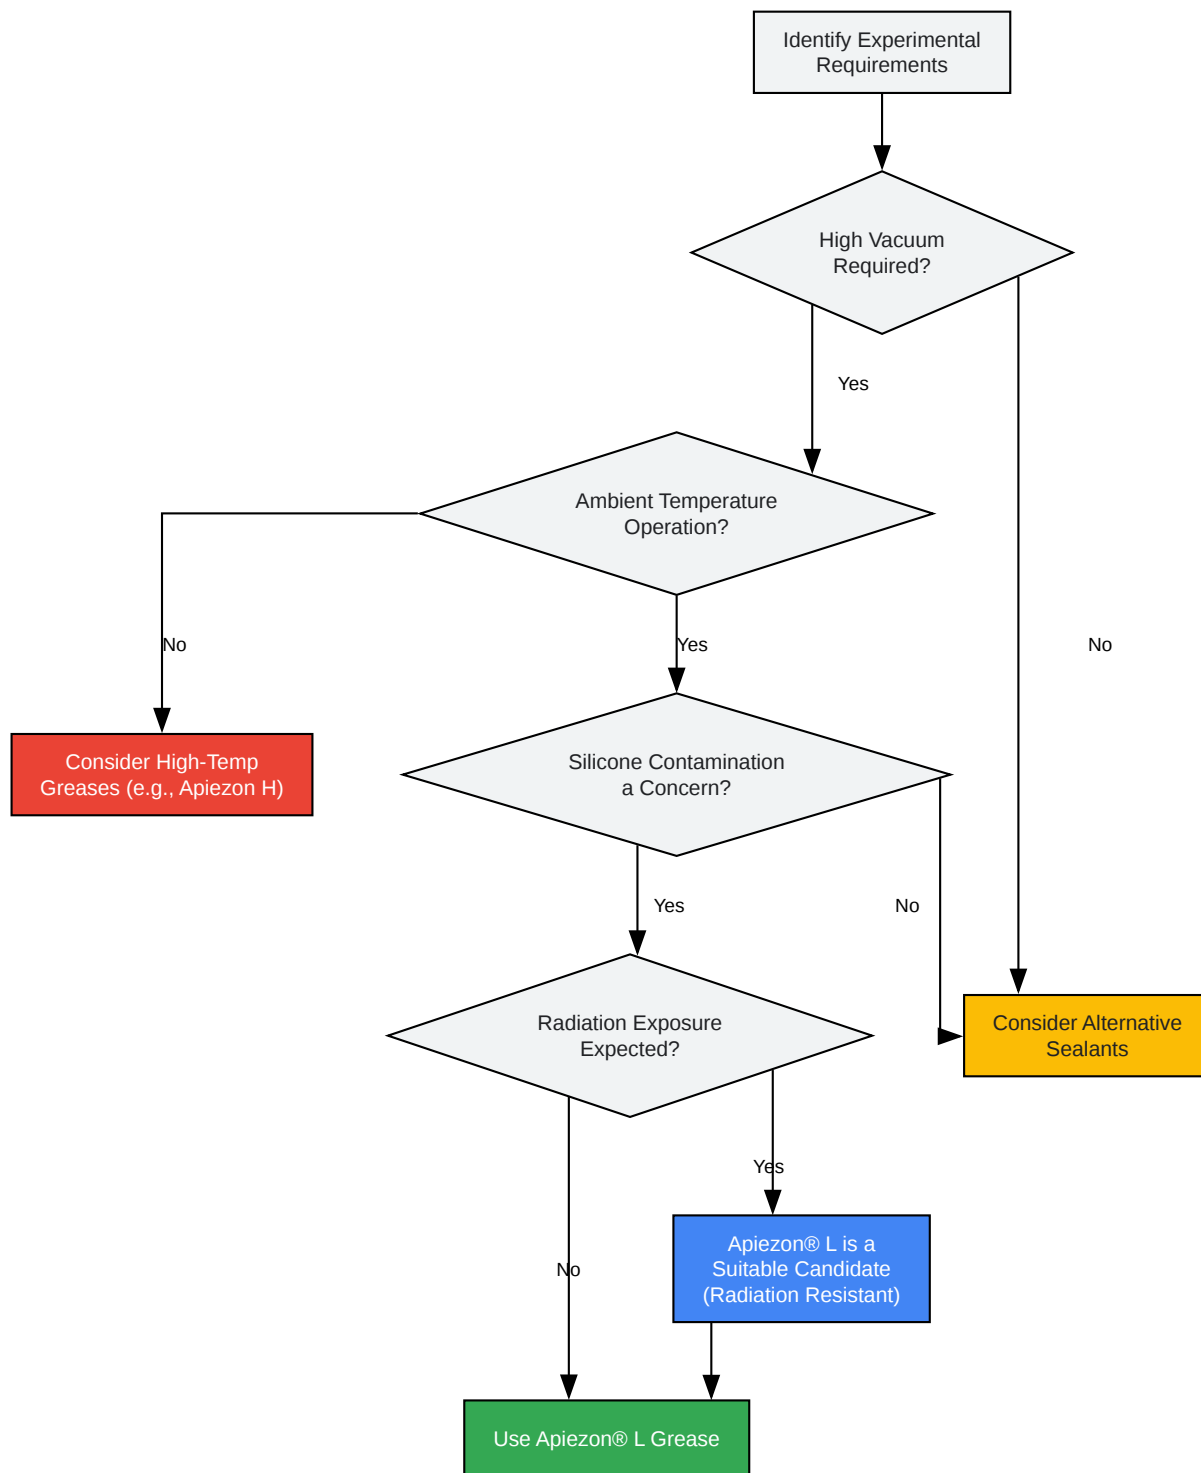 Identify Experimental
Requirements
High Vacuum
Required?
Yes
Ambient Temperature
Operation?
No
Yes
No
Consider High-Temp
Greases (e.g., Apiezon H)
Silicone Contamination
a Concern?
Yes
No
Radiation Exposure
Expected?
Consider Alternative
Sealants
Yes
Apiezon® L is a
Suitable Candidate
(Radiation Resistant)
No
Use Apiezon® L Grease